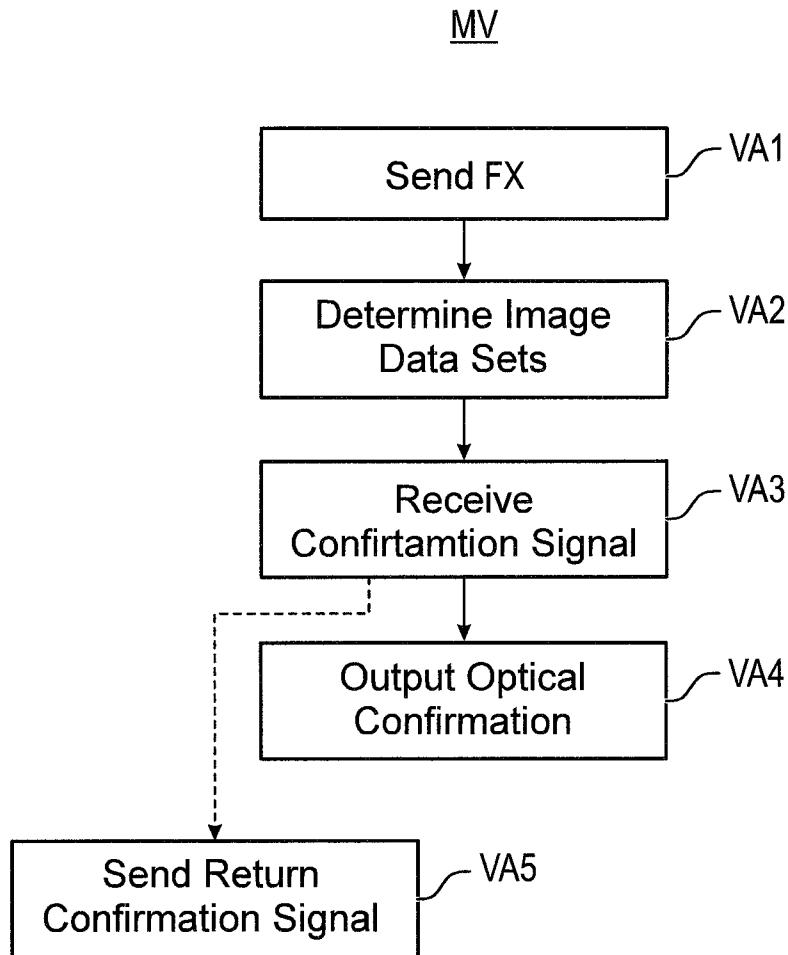 MV
Send FX
VA1
Determine Image
Data Sets
VA2
Receive
Confirtamtion Signal
VA3
Output Optical
Confirmation
VA4
Send Return
Confirmation Signal
VA5